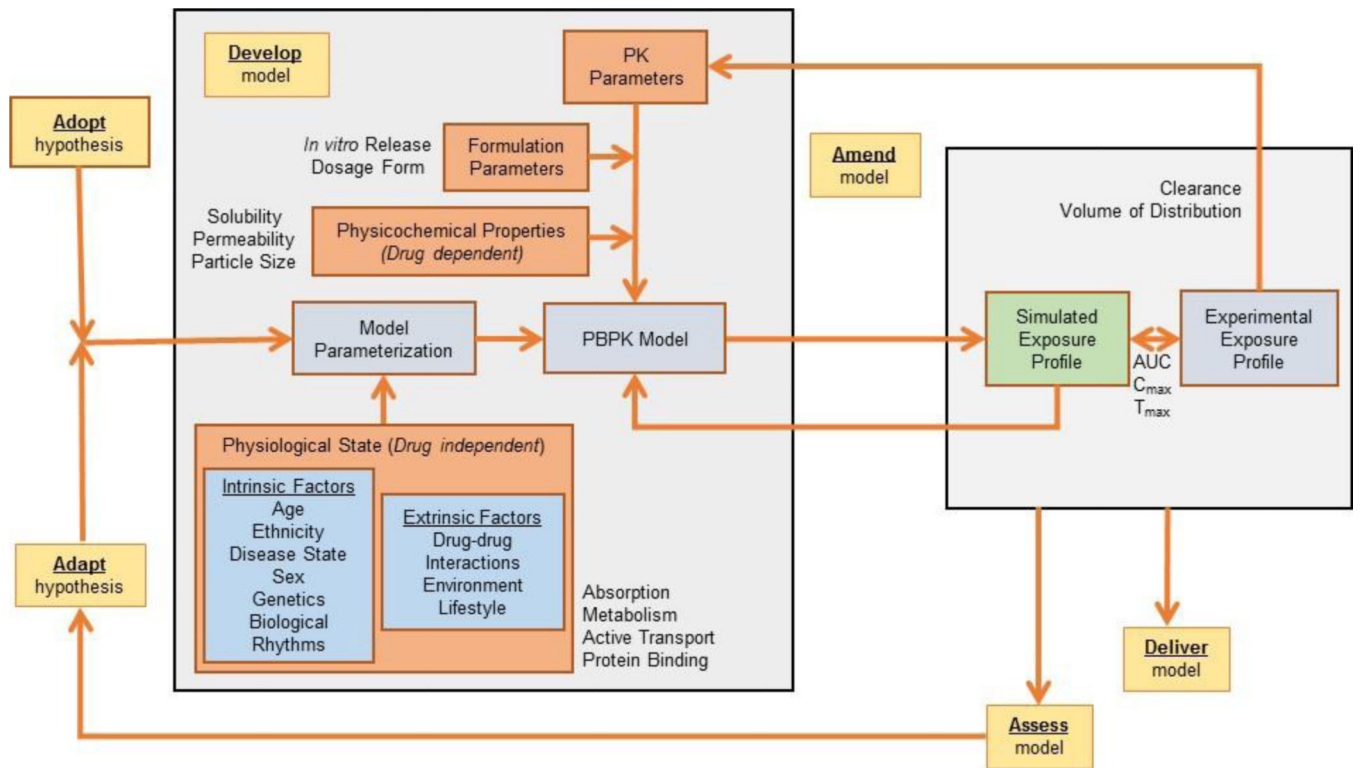 Develop
model
PK
Parameters
Adopt
hypothesis
In vitro Release
Dosage Form
Formulation
Parameters
Amend
model
Clearance
Volume of Distribution
Solubility
Permeability
Particle Size
Physicochemical Properties
(Drug dependent)
Model
Parameterization
PBPK Model
Simulated
Exposure
Profile
AUC
Cmax
Tmax
Experimental
Exposure
Profile
Physiological State (Drug independent)
Intrinsic Factors
Age
Ethnicity
Disease State
Sex
Genetics
Biological
Rhythms
Extrinsic Factors
Drug-drug
Interactions
Environment
Lifestyle
Absorption
Metabolism
Active Transport
Protein Binding
Adapt
hypothesis
Deliver
model
Assess
model